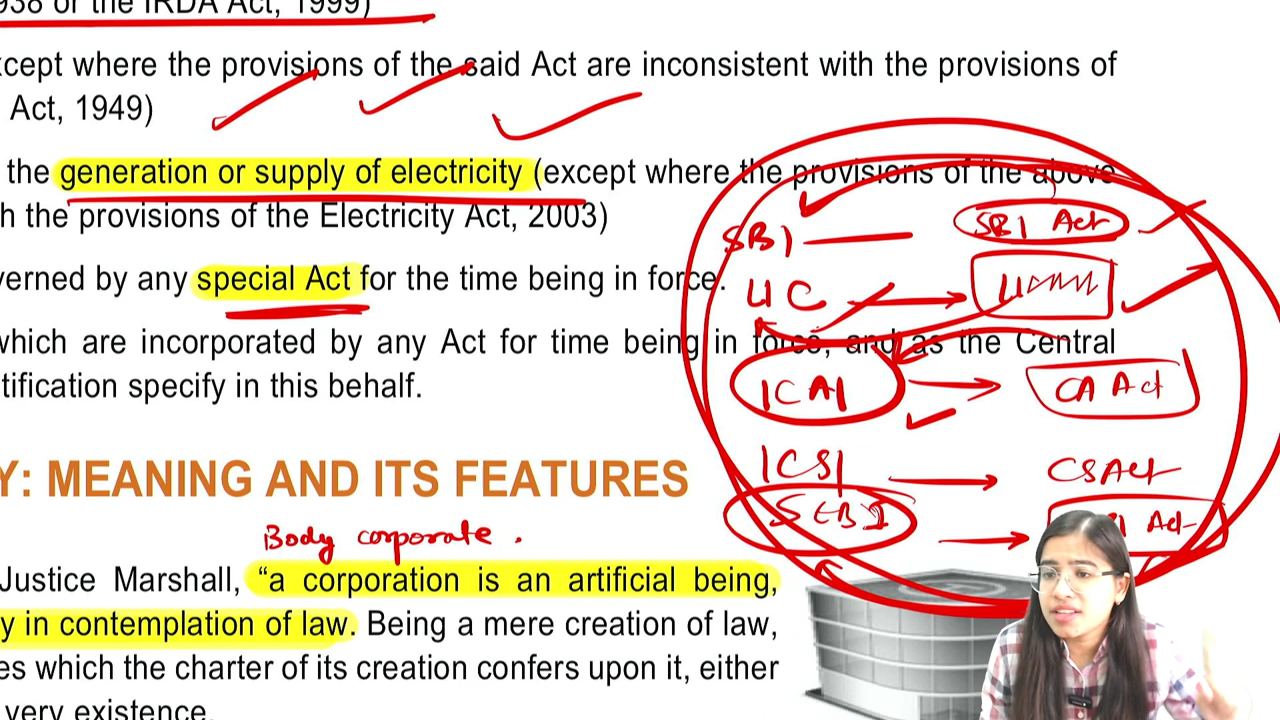 938 or the IRDA Act, 1999)
xcept where the provisions of the said Act are inconsistent with the provisions of
Act, 1949)
the generation or supply of electricity (except where the provisions of the above
h the provisions of the Electricity Act, 2003)
verned by any special Act for the time being in force.
which are incorporated by any Act for time being in force, and as the Central
tification specify in this behalf.
SBI SBI Act
LIC
ICAI CA Act
ICSI CS Act
SEBI Act
Y: MEANING AND ITS FEATURES
Body corporate.
Justice Marshall, “a corporation is an artificial being,
y in contemplation of law. Being a mere creation of law,
es which the charter of its creation confers upon it, either
very existence.